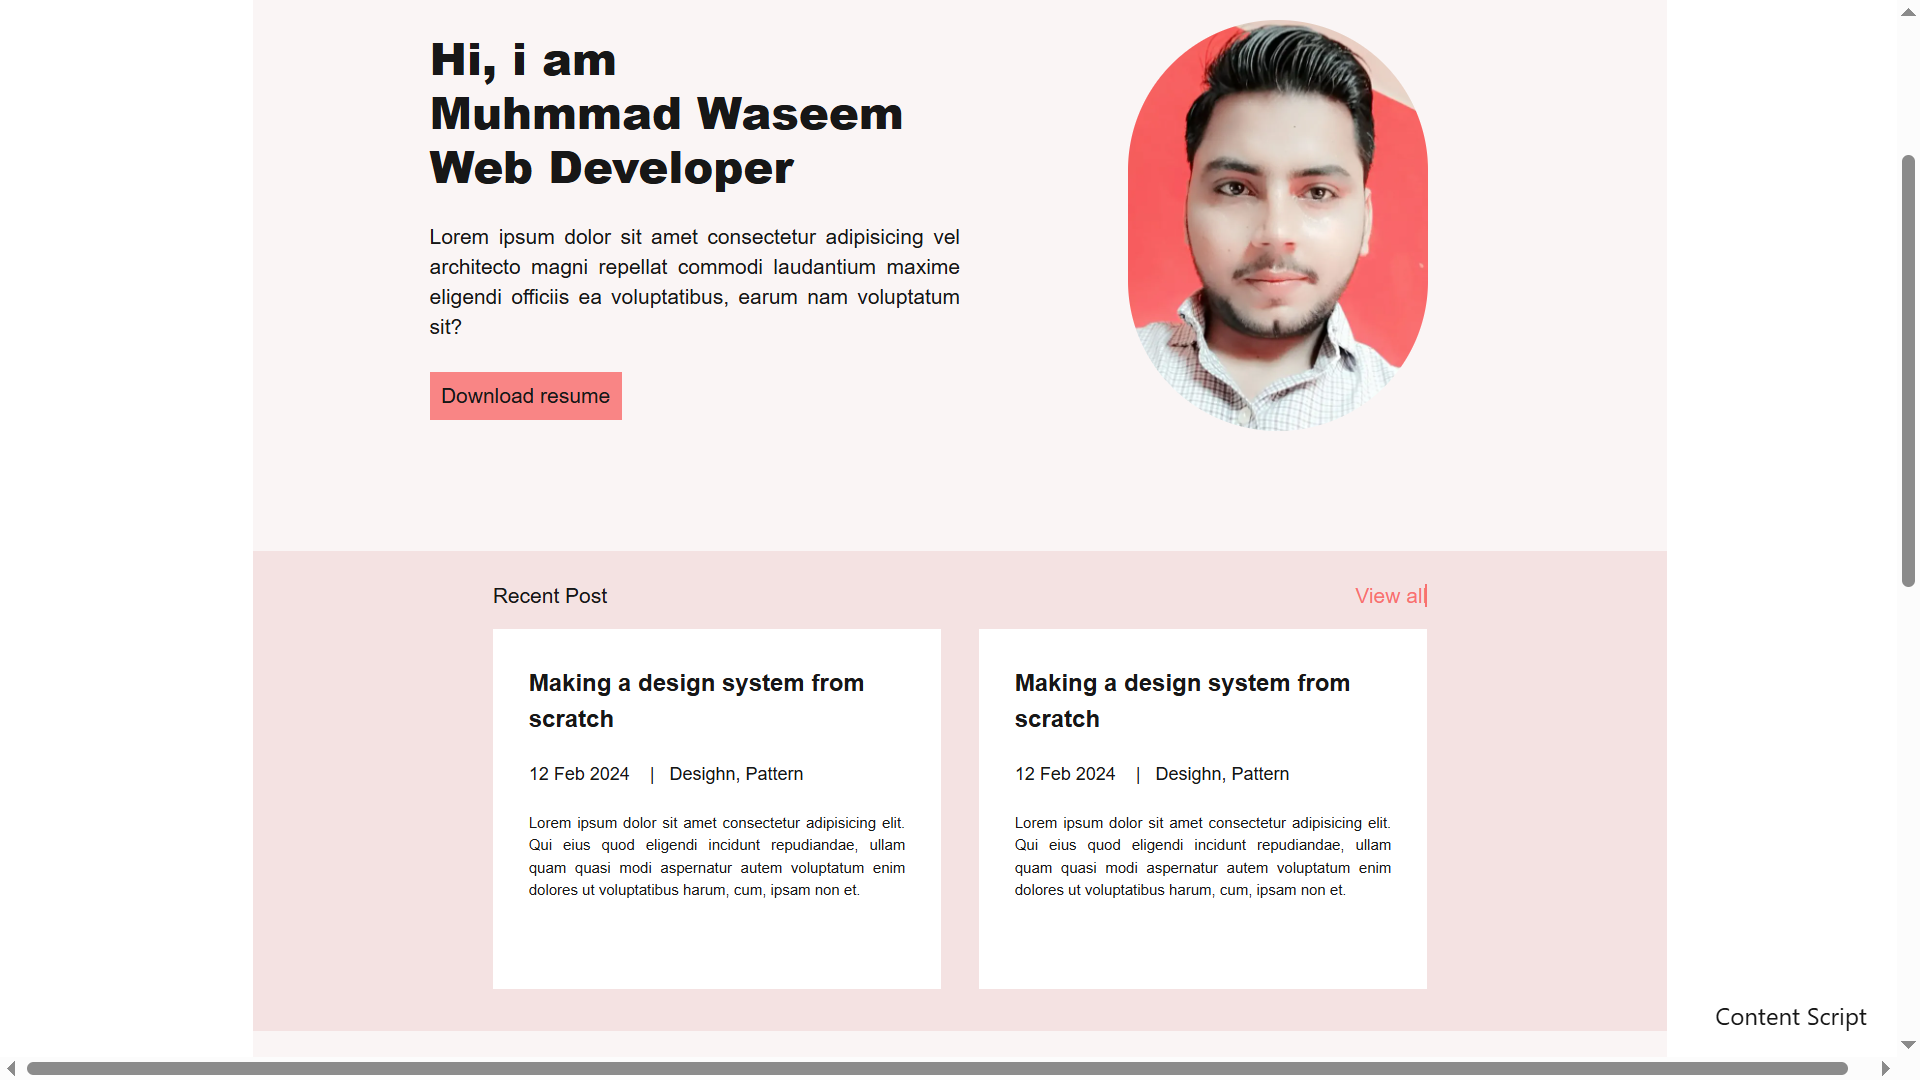 Hi, i am
Muhmmad Waseem
Web Developer
Lorem ipsum dolor sit amet consectetur adipisicing vel
architecto magni repellat commodi laudantium maxime
eligendi officiis ea voluptatibus, earum nam voluptatum
sit?
Download resume
Recent Post
View all
Making a design system from
scratch
12 Feb 2024 | Desighn, Pattern
Lorem ipsum dolor sit amet consectetur adipisicing elit.
Qui eius quod eligendi incidunt repudiandae, ullam
quam quasi modi aspernatur autem voluptatum enim
dolores ut voluptatibus harum, cum, ipsam non et.
Making a design system from
scratch
12 Feb 2024 | Desighn, Pattern
Lorem ipsum dolor sit amet consectetur adipisicing elit.
Qui eius quod eligendi incidunt repudiandae, ullam
quam quasi modi aspernatur autem voluptatum enim
dolores ut voluptatibus harum, cum, ipsam non et.
Content Script